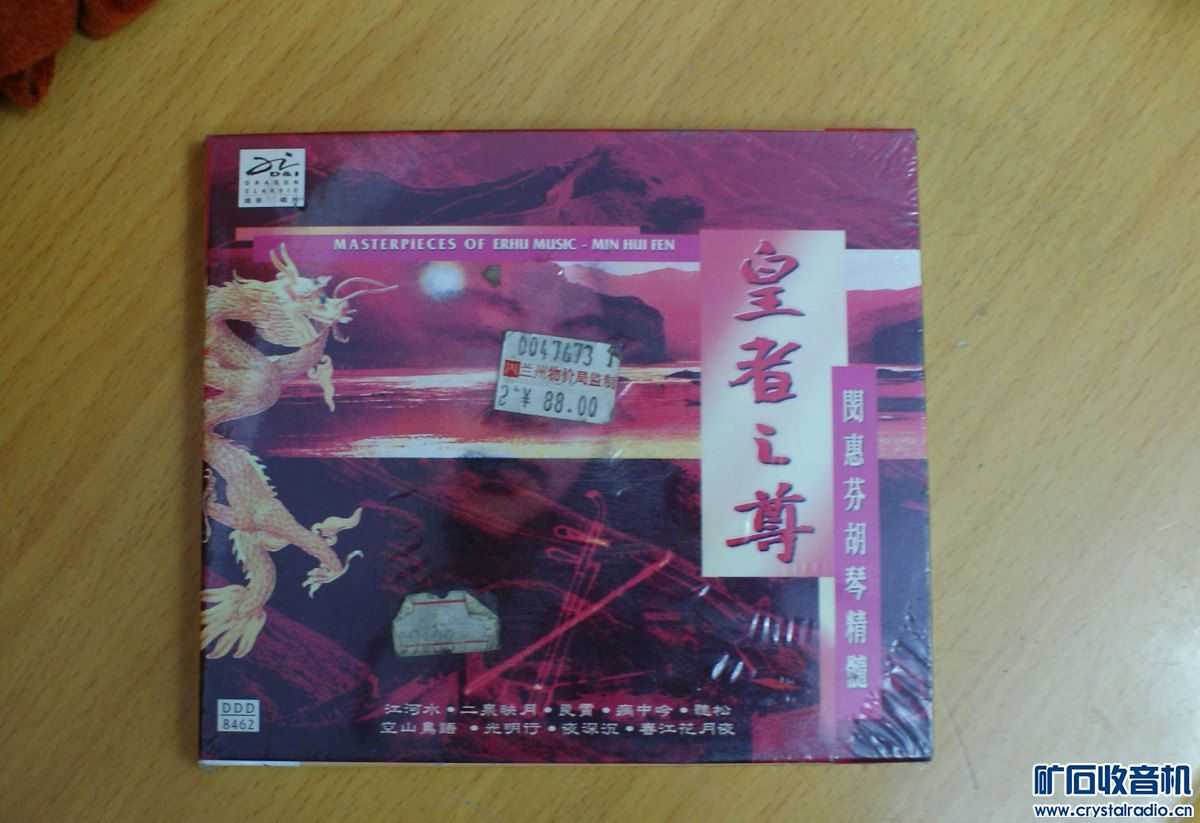 D&I
DRAGON
CLASSIC
MASTERPIECES OF ERHU MUSIC - MIN HUI FEN
皇者之尊
閔惠芬胡琴精髓
0047673
兰州物价局监制
¥ 88.00
江河水・二泉映月・良宵・病中吟・聽松
空山鳥語・光明行・夜深沉・春江花月夜
DDD
8462
矿石收音机
www.crystalradio.cn